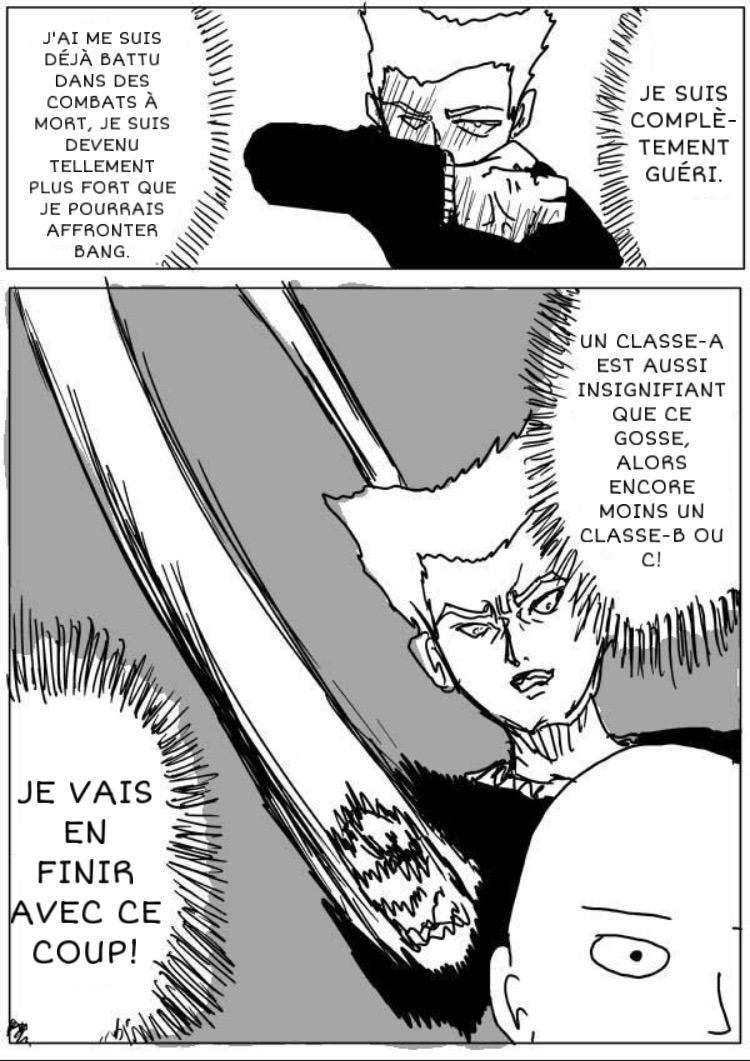 JE SUIS
COMPLÈ-
TEMENT
GUÉRI.
J'AI ME SUIS
DÉJÀ BATTU
DANS DES
COMBATS À
MORT, JE SUIS
DEVENU
TELLEMENT
PLUS FORT QUE
JE POURRAIS
AFFRONTER
BANG.
UN CLASSE-A
EST AUSSI
INSIGNIFIANT
QUE CE
GOSSE,
ALORS
ENCORE
MOINS UN
CLASSE-B OU
C!
JE VAIS
EN
FINIR
AVEC CE
COUP!